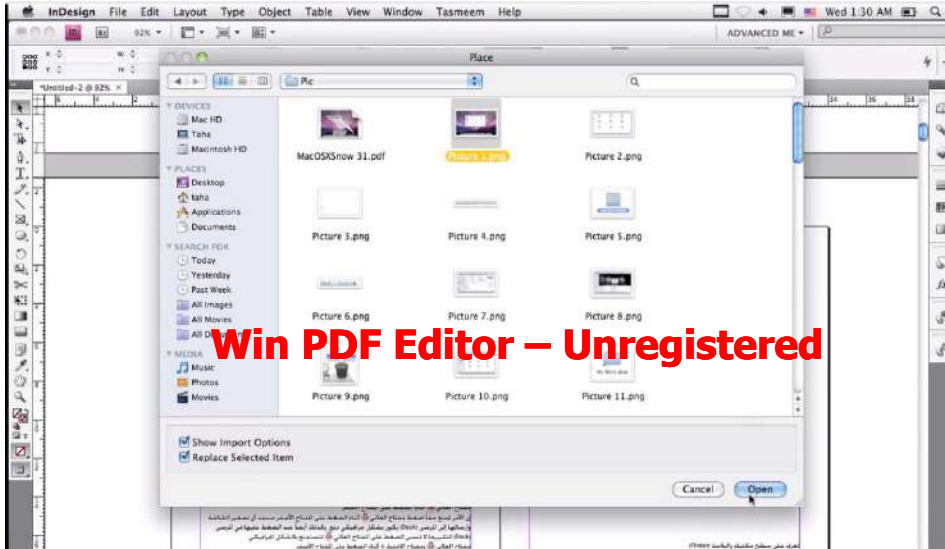 InDesign File Edit Layout Type Object Table View Window Tasmeem Help Wed 1:30 AM
92% ADVANCED ME
X: W:
Y: H:
Place
*Untitled-2 @ 92%
Pic
DEVICES
Mac HD
Taha
Macintosh HD
PLACES
Desktop
taha
Applications
Documents
SEARCH FOR
Today
Yesterday
Past Week
All Images
All Movies
MEDIA
Music
Photos
Movies
MacOSXSnow 31.pdf Picture 1.png Picture 2.png
Picture 3.png Picture 4.png Picture 5.png
Picture 6.png Picture 7.png Picture 8.png
Win PDF Editor – Unregistered
Picture 9.png Picture 10.png Picture 11.png
Show Import Options
Replace Selected Item
Cancel Open